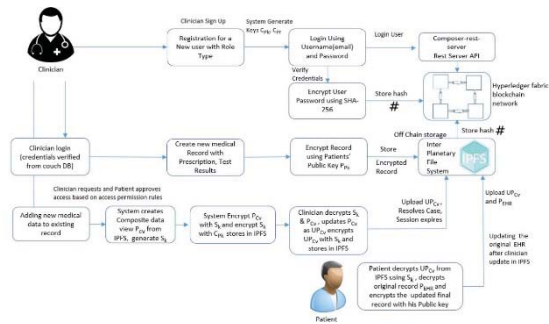 Clinician Sign Up
Registration for a
New user with Role
Type
System Generate
Keys C_Pb, C_Pr
Login Using
Username(email)
and Password
Login User
Composer-rest-
server
Rest Server API
Clinician
Verify
Credentials
Encrypt User
Password using SHA-
256
Store hash
#
Hyperledger fabric
blockchain
network
Clinician login
(credentials verified
from couch DB)
Create new medical
Record with
Prescription, Test
Results
Encrypt Record
using Patients'
Public Key P_Pb
Store
Encrypted
Record
Off Chain storage
Store hash #
Inter
Planetary
File
System
IPFS
Clinician requests and Patient approves
access based on access permission rules
Adding new medical
data to existing
record
System creates
Composite data
view P_Cv from
IPFS, generate S_k
System Encrypt P_Cv
with S_k and encrypt S_k
with C_Pb stores in IPFS
Clinician decrypts S_k
& P_Cv, updates P_Cv
as UP_Cv encrypts
UP_Cv with S_k and
stores in IPFS
Upload UP_Cv,
Resolves Case,
Session expires
Upload UP_Cv
and P_EHR
Updating the
original EHR
after clinician
update in IPFS
Patient decrypts UP_Cv from
IPFS using S_k, decrypts
original record P_EHR and
encrypts the updated final
record with his Public key
Patient